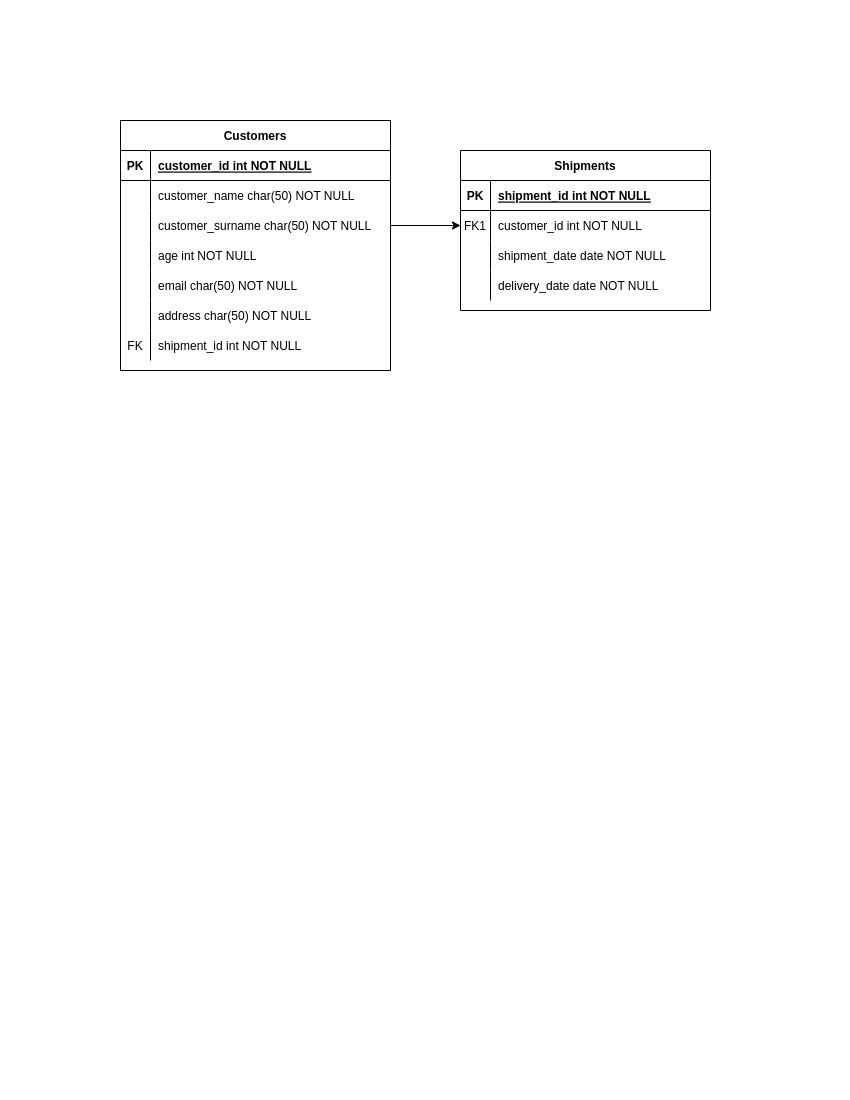 Customers
PK customer_id int NOT NULL
customer_name char(50) NOT NULL
customer_surname char(50) NOT NULL
age int NOT NULL
email char(50) NOT NULL
address char(50) NOT NULL
FK shipment_id int NOT NULL
Shipments
PK shipment_id int NOT NULL
FK1 customer_id int NOT NULL
shipment_date date NOT NULL
delivery_date date NOT NULL